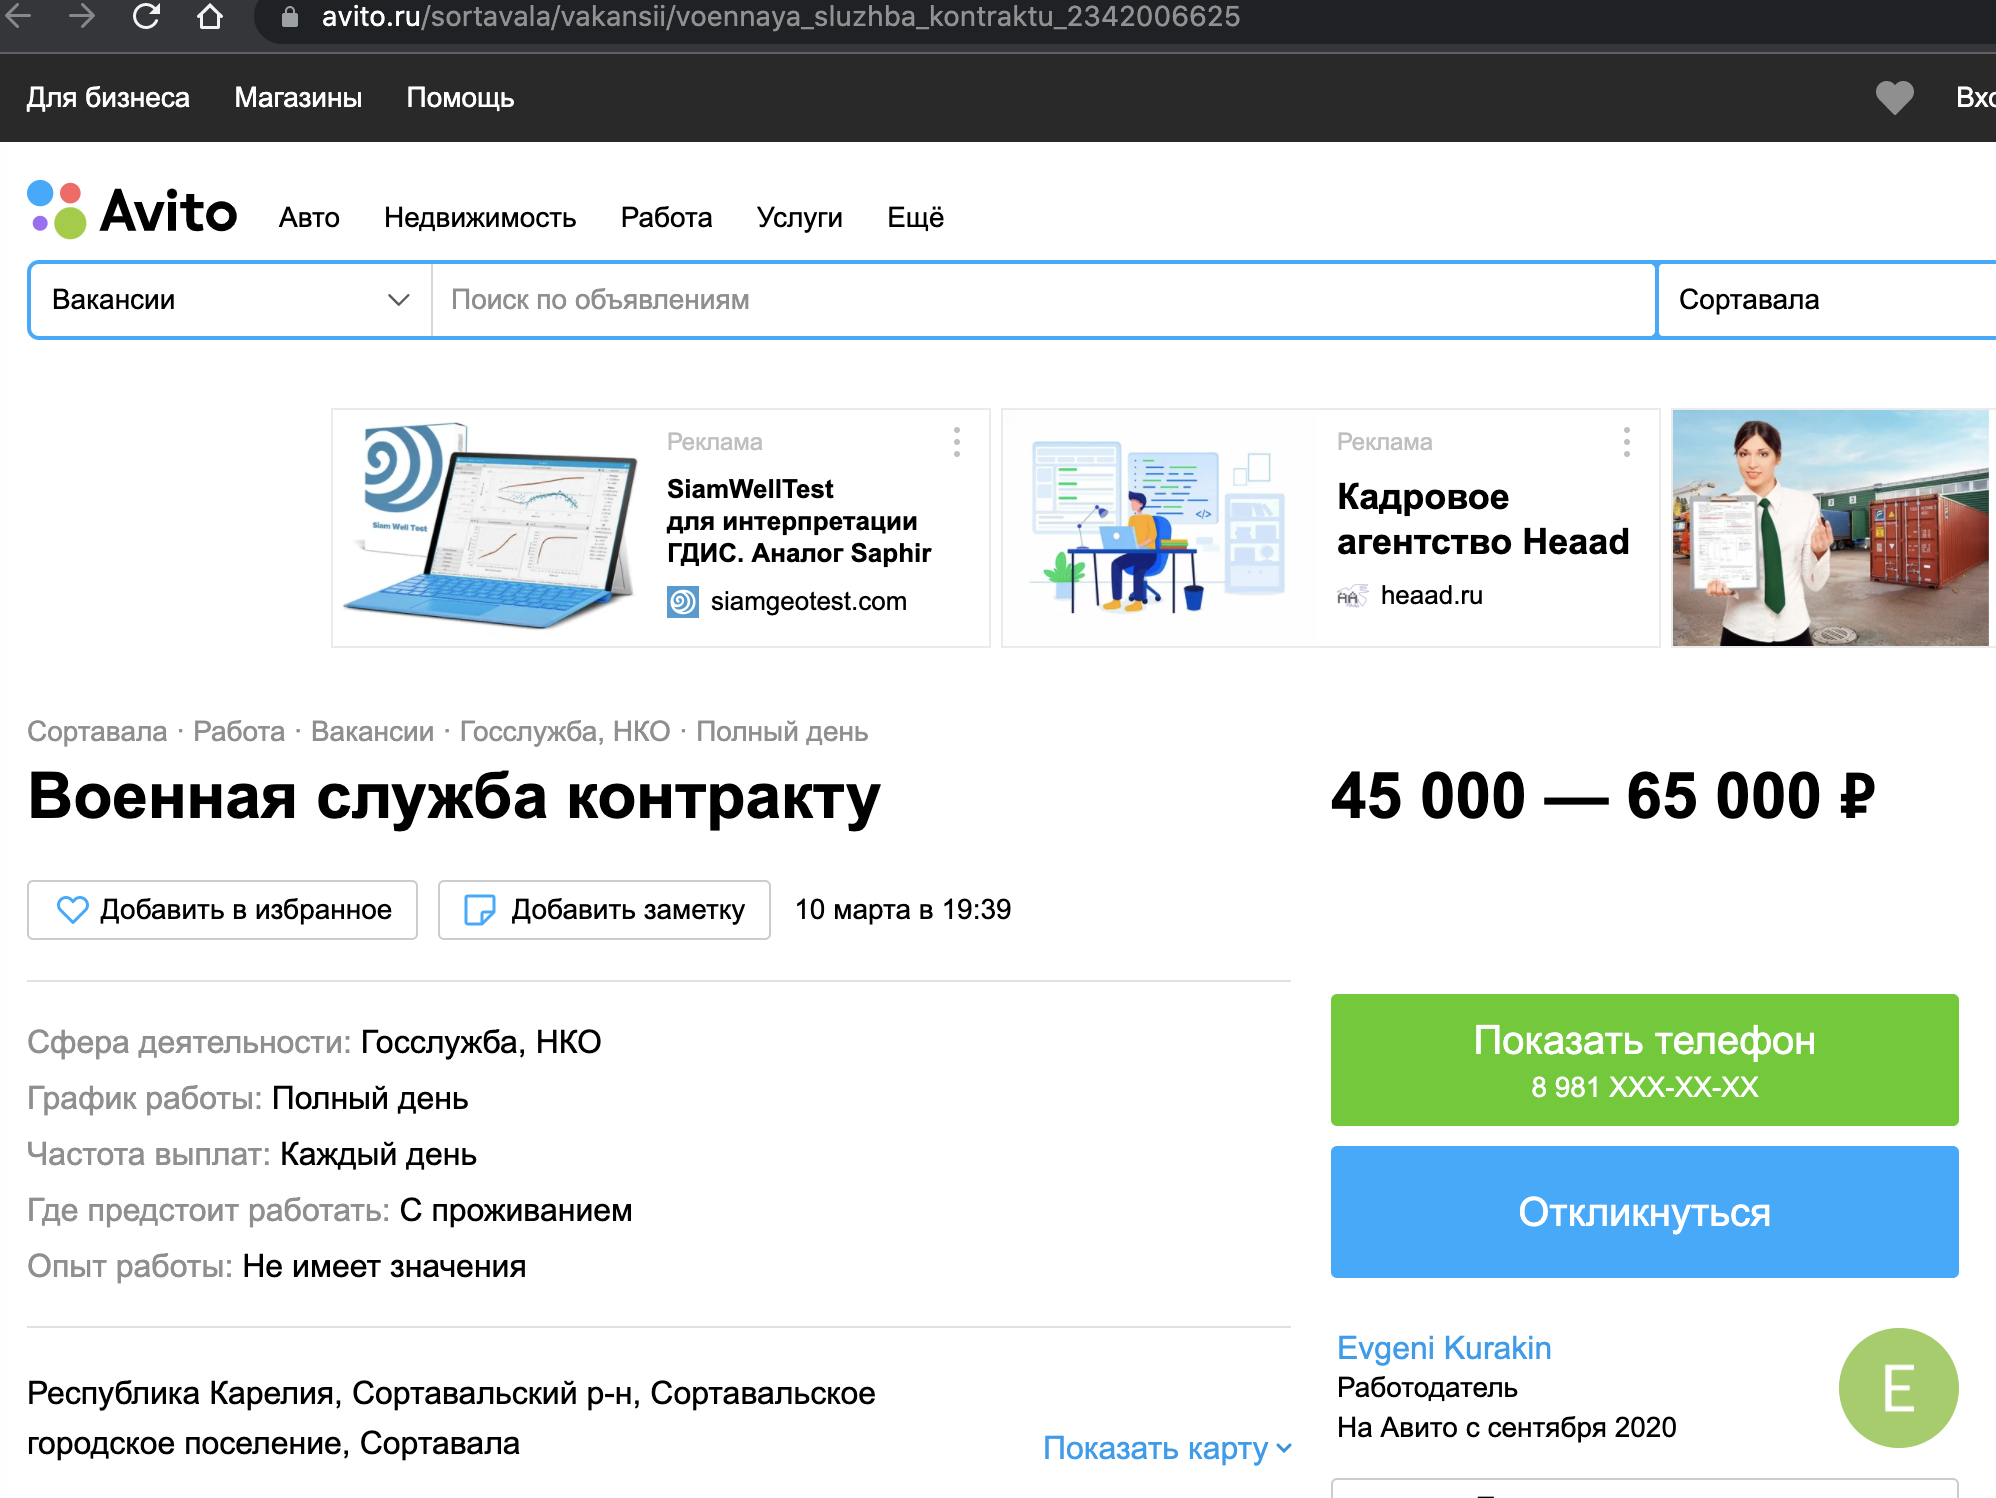 avito.ru/sortavala/vakansii/voennaya_sluzhba_kontraktu_2342006625
Для бизнеса Магазины Помощь
Avito Авто Недвижимость Работа Услуги Ещё
Вакансии Поиск по объявлениям Сортавала
Реклама
SiamWellTest
для интерпретации
ГДИС. Аналог Saphir
siamgeotest.com
Siam Well Test
Реклама
Кадровое
агентство Heaad
heaad.ru
Сортавала · Работа · Вакансии · Госслужба, НКО · Полный день
Военная служба контракту
45 000 — 65 000 ₽
Добавить в избранное Добавить заметку 10 марта в 19:39
Сфера деятельности: Госслужба, НКО
График работы: Полный день
Частота выплат: Каждый день
Где предстоит работать: С проживанием
Опыт работы: Не имеет значения
Республика Карелия, Сортавальский р-н, Сортавальское
городское поселение, Сортавала
Показать карту
Показать телефон
8 981 XXX-XX-XX
Откликнуться
Evgeni Kurakin
Работодатель
На Авито с сентября 2020
E